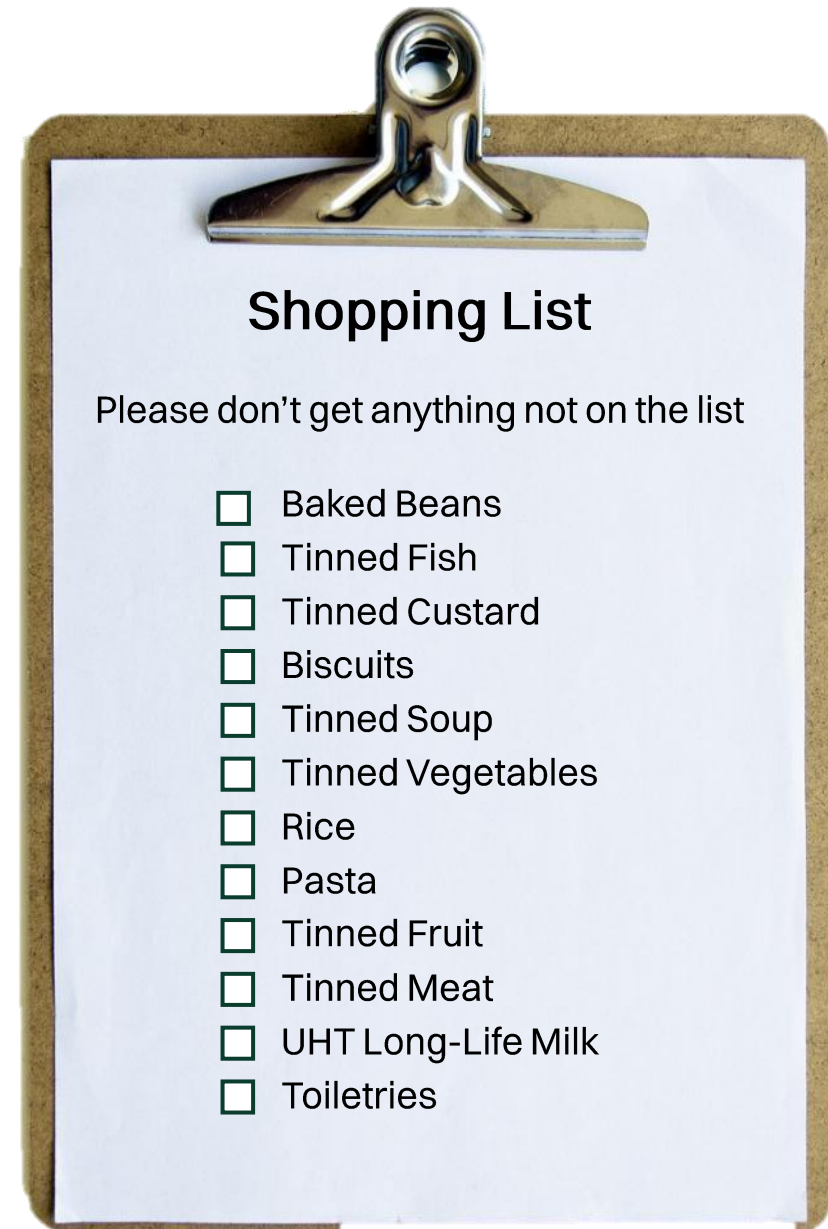 Shopping List
Please don’t get anything not on the list
Baked Beans
Tinned Fish
Tinned Custard
Biscuits
Tinned Soup
Tinned Vegetables
Rice
Pasta
Tinned Fruit
Tinned Meat
UHT Long-Life Milk
Toiletries